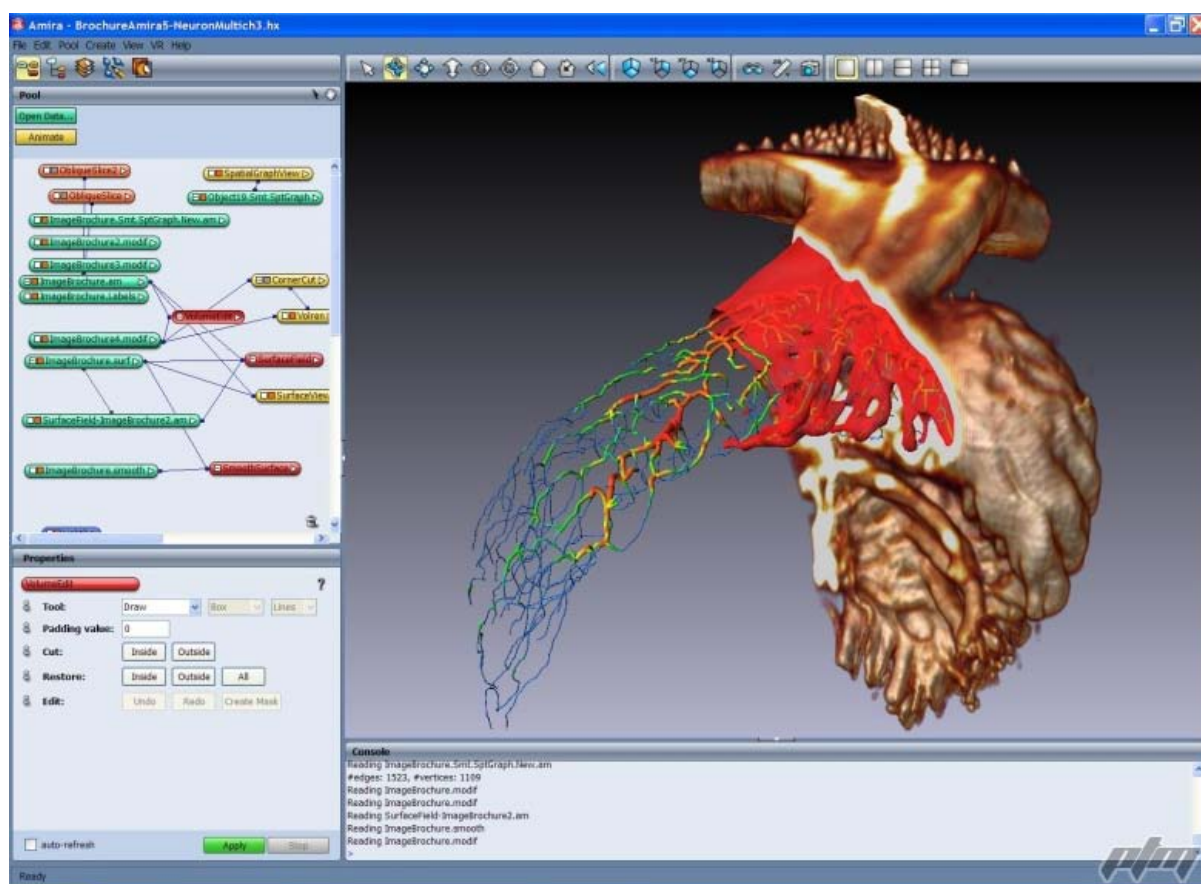 Amira - BrochureAmira5-NeuronMultich3.hx
File Edit Pool Create View VR Help
Pool
Open Data...
Animate
ObliqueSlice2
SpatialGraphView
ObliqueSlice
Object19.Smt.SptGraph
ImageBrochure.Smt.SptGraph.New.am
ImageBrochure2.modif
ImageBrochure3.modif
ImageBrochure.am
CornerCut
ImageBrochure.Labels
VolumeEdit
Volren
ImageBrochure4.modif
ImageBrochure.surf
SurfaceField
SurfaceView
SurfaceField-ImageBrochure2.am
ImageBrochure.smooth
SmoothSurface
Properties
VolumeEdit
?
Tool: Draw Box Lines
Padding value: 0
Cut: Inside Outside
Restore: Inside Outside All
Edit: Undo Redo Create Mask
auto-refresh Apply Stop
Console
Reading ImageBrochure.Smt.SptGraph.New.am
#edges: 1523, #vertices: 1109
Reading ImageBrochure.modif
Reading ImageBrochure.modif
Reading SurfaceField-ImageBrochure2.am
Reading ImageBrochure.smooth
Reading ImageBrochure.modif
>
Ready
pfm